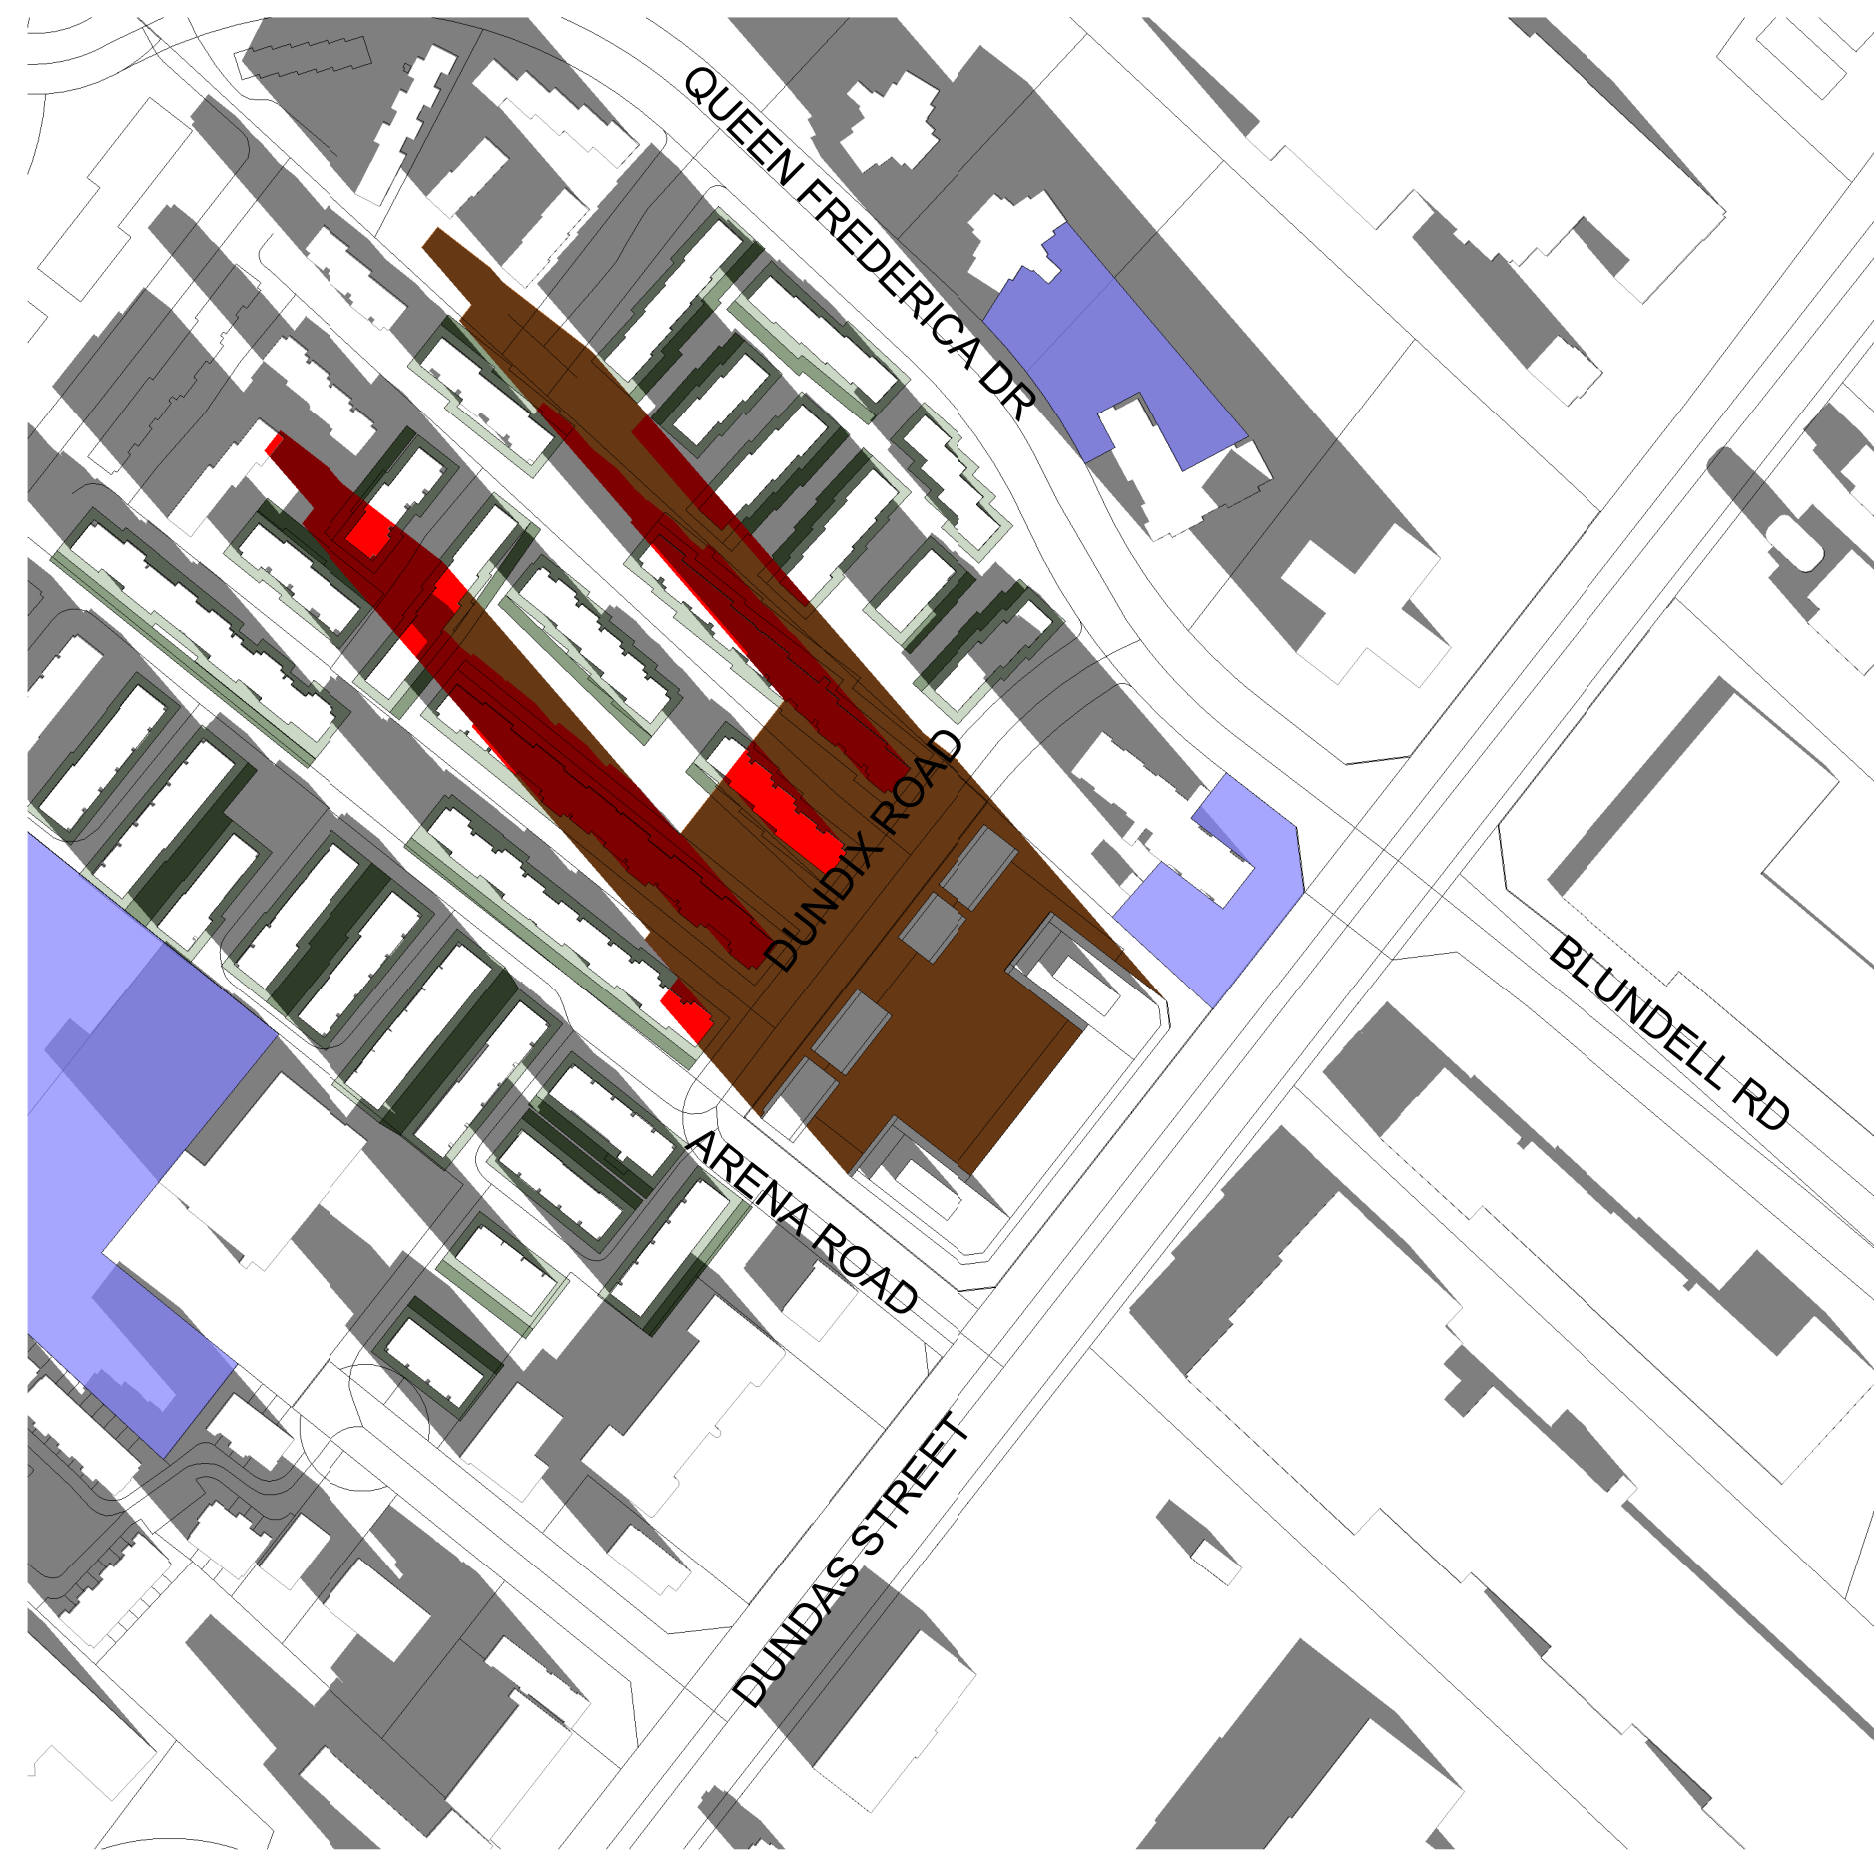 QUEEN FREDERICA DR
DUNDIX ROAD
BLUNDELL RD
ARENA ROAD
DUNDAS STREET